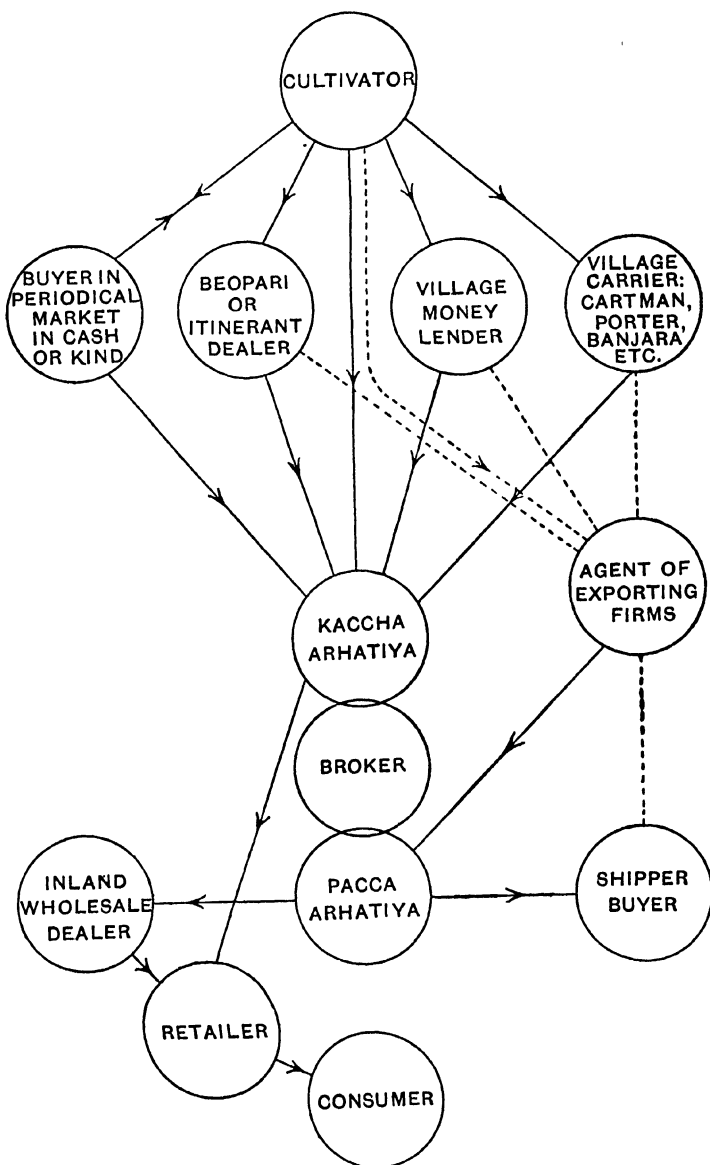 CULTIVATOR
BUYER IN
PERIODICAL
MARKET
IN CASH
OR KIND
BEOPARI
OR
ITINERANT
DEALER
VILLAGE
MONEY
LENDER
VILLAGE
CARRIER:
CARTMAN,
PORTER,
BANJARA
ETC.
AGENT OF
EXPORTING
FIRMS
KACCHA
ARHATIYA
BROKER
INLAND
WHOLESALE
DEALER
PACCA
ARHATIYA
SHIPPER
BUYER
RETAILER
CONSUMER